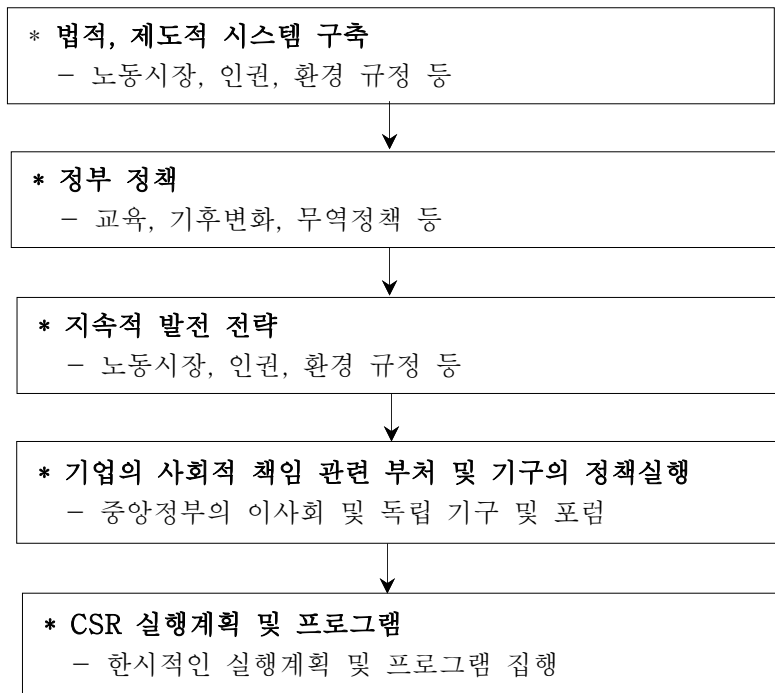 * 법적, 제도적 시스템 구축
- 노동시장, 인권, 환경 규정 등
* 정부 정책
- 교육, 기후변화, 무역정책 등
* 지속적 발전 전략
- 노동시장, 인권, 환경 규정 등
* 기업의 사회적 책임 관련 부처 및 기구의 정책실행
- 중앙정부의 이사회 및 독립 기구 및 포럼
* CSR 실행계획 및 프로그램
- 한시적인 실행계획 및 프로그램 집행